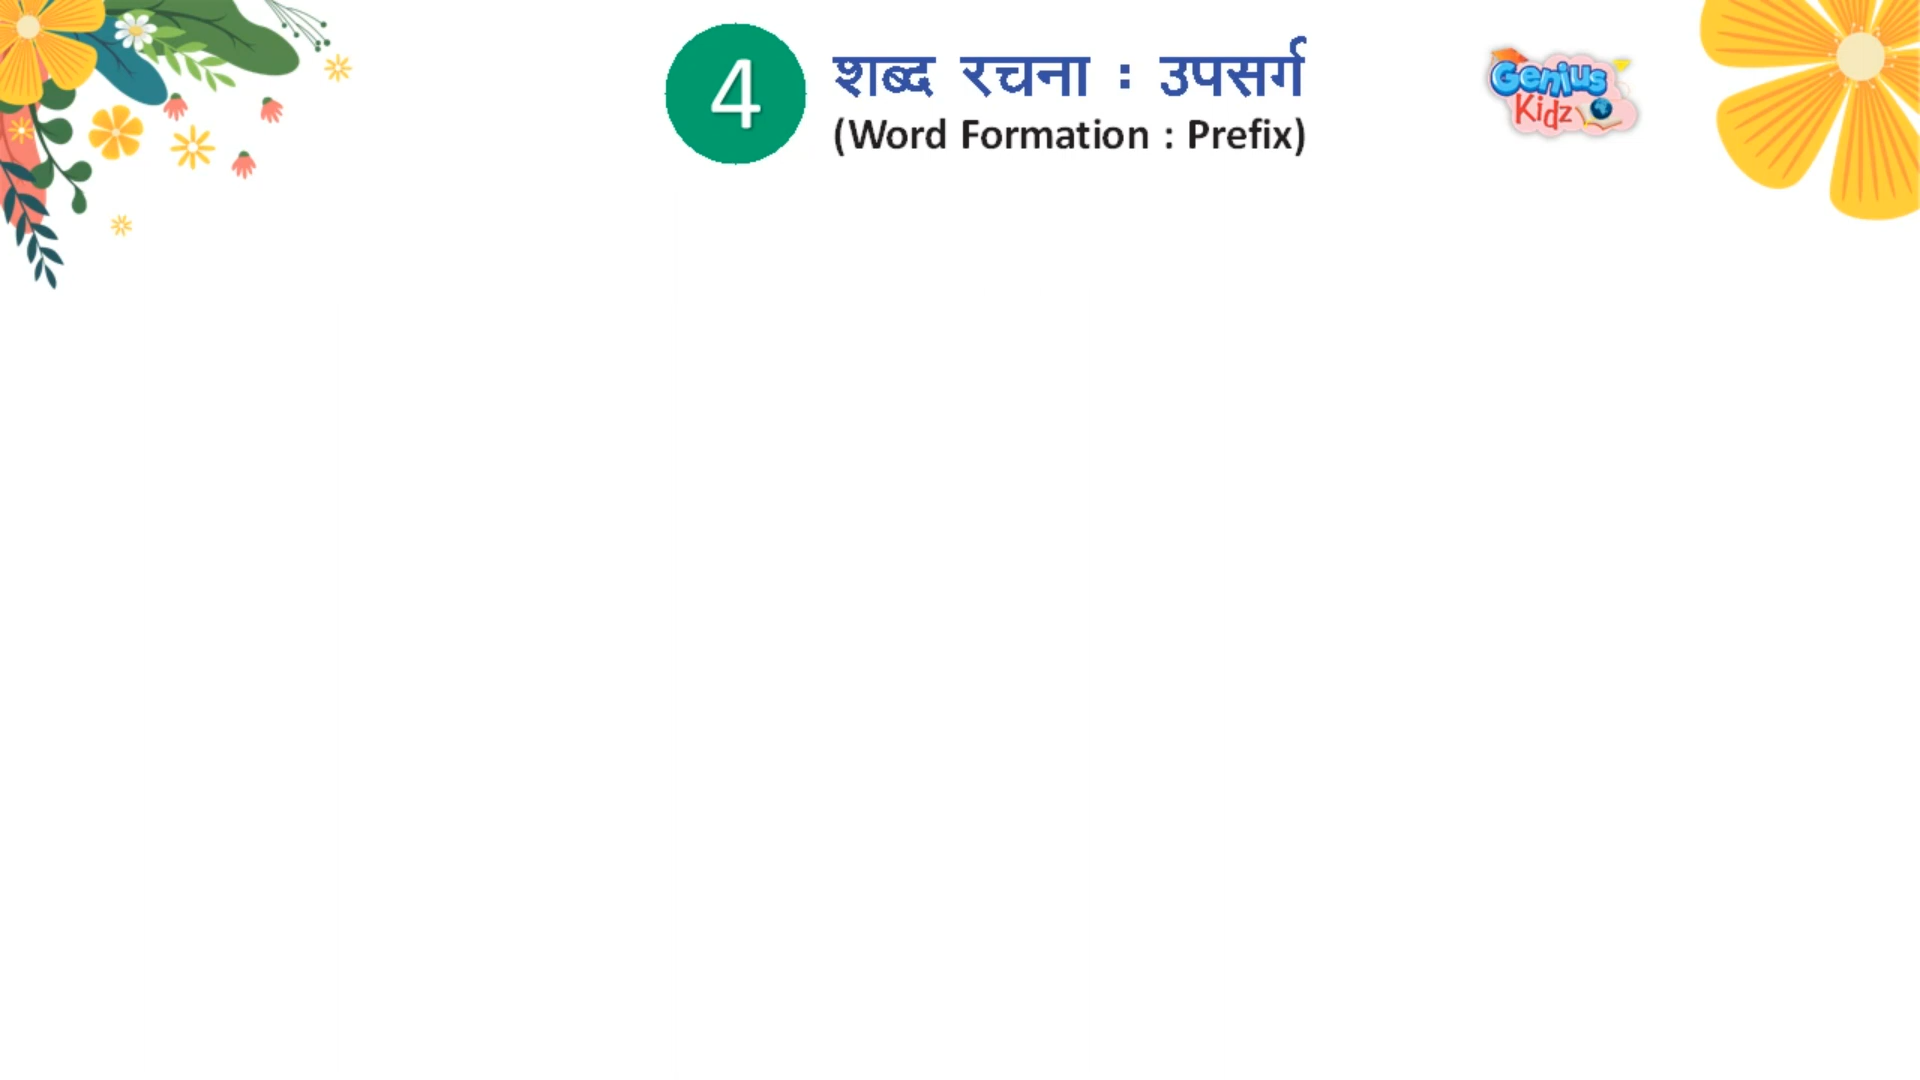 4
शब्द रचना : उपसर्ग
(Word Formation : Prefix)
Genius
Kidz